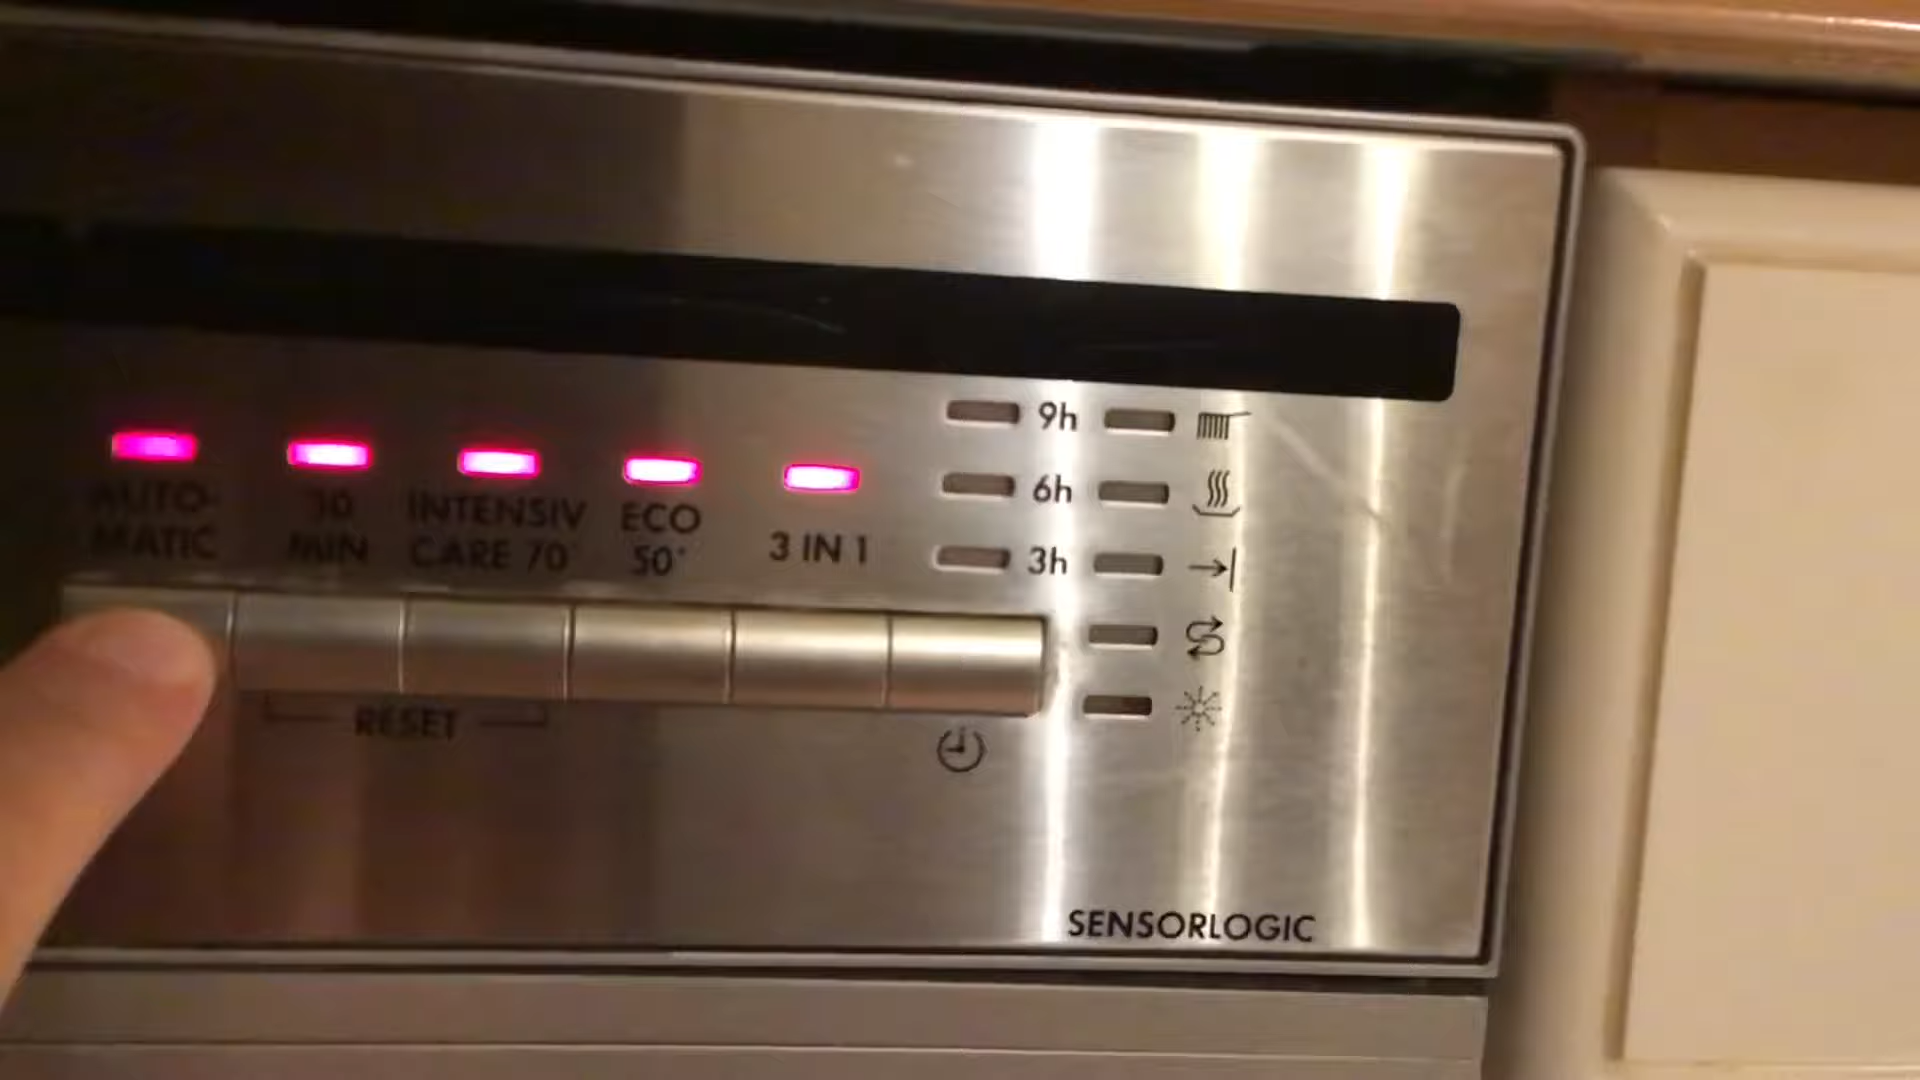 9h
6h
3h
AUTO-
MATIC
30
MIN
INTENSIV
CARE 70°
ECO
50°
3 IN 1
RESET
SENSORLOGIC